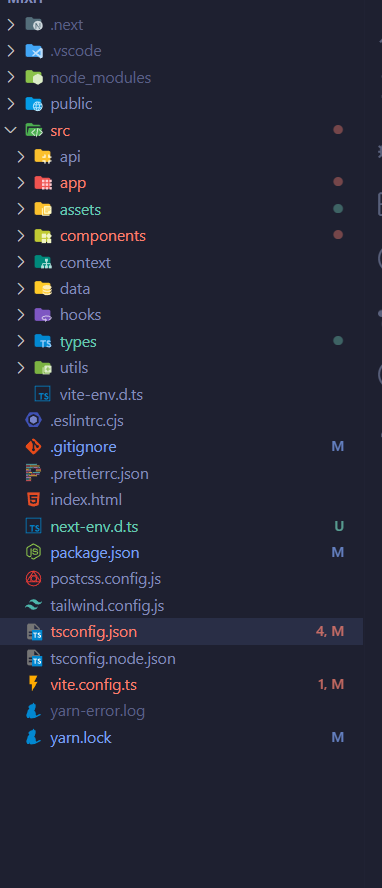 .next
.vscode
node_modules
public
src
api
app
assets
components
context
data
hooks
types
utils
vite-env.d.ts
.eslintrc.cjs
.gitignore M
.prettierrc.json
index.html
next-env.d.ts U
package.json M
postcss.config.js
tailwind.config.js
tsconfig.json 4, M
tsconfig.node.json
vite.config.ts 1, M
yarn-error.log
yarn.lock M